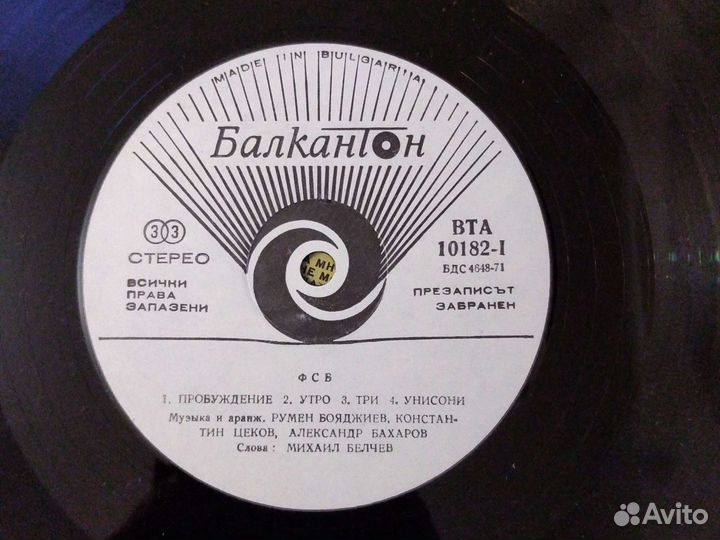 MADE IN BULGARIA
Балкантон
33
СТЕРЕО
ВСИЧКИ
ПРАВА
ЗАПАЗЕНИ
ВТА
10182-I
БДС 4648-71
ПРЕЗАПИСЪТ
ЗАБРАНЕН
ФСБ
1. ПРОБУЖДЕНИЕ 2. УТРО 3. ТРИ 4. УНИСОНИ
Музыка и аранж. РУМЕН БОЯДЖИЕВ, КОНСТАН-
ТИН ЦЕКОВ, АЛЕКСАНДР БАХАРОВ
Слова : МИХАИЛ БЕЛЧЕВ
Avito